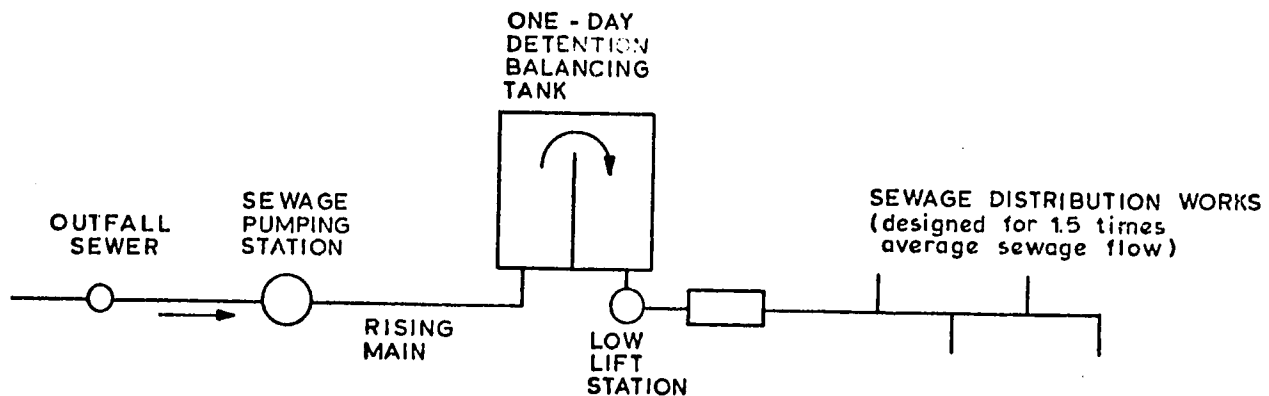 ONE - DAY
DETENTION
BALANCING
TANK
OUTFALL
SEWER
SEWAGE
PUMPING
STATION
RISING
MAIN
LOW
LIFT
STATION
SEWAGE DISTRIBUTION WORKS
(designed for 1.5 times
average sewage flow)